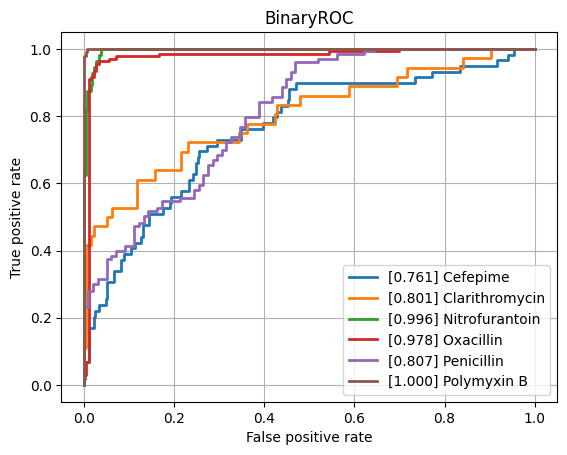 BinaryROC
True positive rate
1.0
0.8
0.6
0.4
0.2
0.0
[0.761] Cefepime
[0.801] Clarithromycin
[0.996] Nitrofurantoin
[0.978] Oxacillin
[0.807] Penicillin
[1.000] Polymyxin B
0.0 0.2 0.4 0.6 0.8 1.0
False positive rate